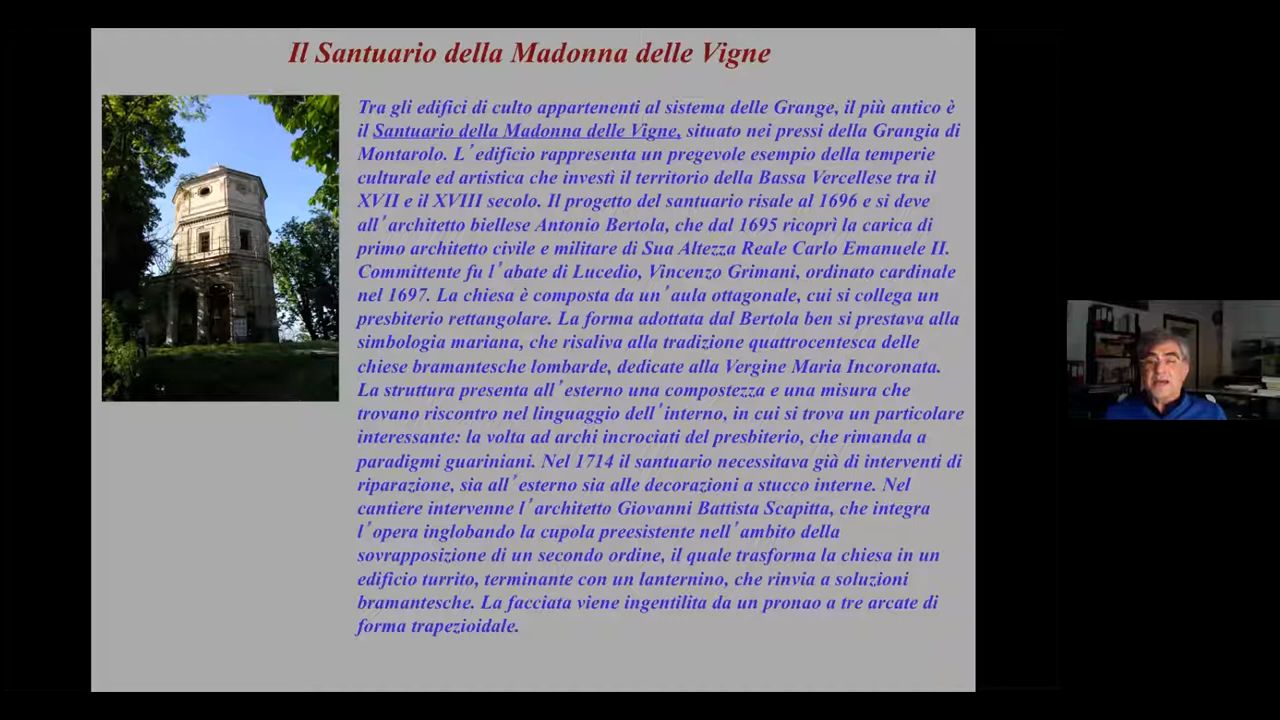 Il Santuario della Madonna delle Vigne
Tra gli edifici di culto appartenenti al sistema delle Grange, il più antico è
il Santuario della Madonna delle Vigne, situato nei pressi della Grangia di
Montarolo. L’edificio rappresenta un pregevole esempio della temperie
culturale ed artistica che investì il territorio della Bassa Vercellese tra il
XVII e il XVIII secolo. Il progetto del santuario risale al 1696 e si deve
all’architetto biellese Antonio Bertola, che dal 1695 ricoprì la carica di
primo architetto civile e militare di Sua Altezza Reale Carlo Emanuele II.
Committente fu l’abate di Lucedio, Vincenzo Grimani, ordinato cardinale
nel 1697. La chiesa è composta da un’aula ottagonale, cui si collega un
presbiterio rettangolare. La forma adottata dal Bertola ben si prestava alla
simbologia mariana, che risaliva alla tradizione quattrocentesca delle
chiese bramantesche lombarde, dedicate alla Vergine Maria Incoronata.
La struttura presenta all’esterno una compostezza e una misura che
trovano riscontro nel linguaggio dell’interno, in cui si trova un particolare
interessante: la volta ad archi incrociati del presbiterio, che rimanda a
paradigmi guariniani. Nel 1714 il santuario necessitava già di interventi di
riparazione, sia all’esterno sia alle decorazioni a stucco interne. Nel
cantiere intervenne l’architetto Giovanni Battista Scapitta, che integra
l’opera inglobando la cupola preesistente nell’ambito della
sovrapposizione di un secondo ordine, il quale trasforma la chiesa in un
edificio turrito, terminante con un lanternino, che rinvia a soluzioni
bramantesche. La facciata viene ingentilita da un pronao a tre arcate di
forma trapezioidale.